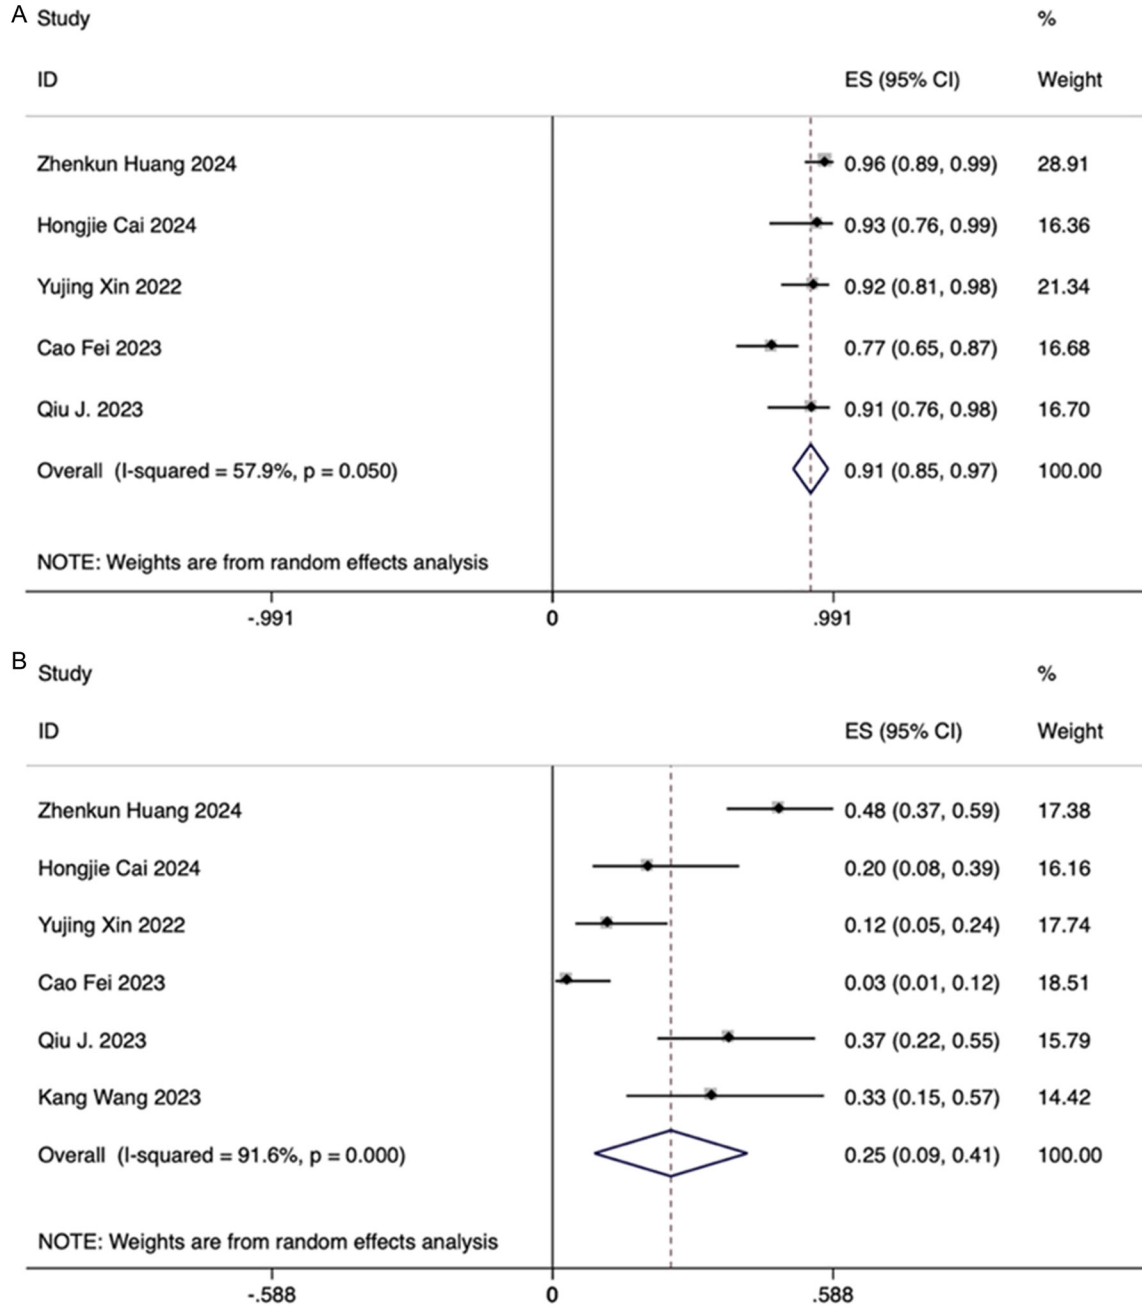 A Study %
ID ES (95% CI) Weight
Zhenkun Huang 2024 0.96 (0.89, 0.99) 28.91
Hongjie Cai 2024 0.93 (0.76, 0.99) 16.36
Yujing Xin 2022 0.92 (0.81, 0.98) 21.34
Cao Fei 2023 0.77 (0.65, 0.87) 16.68
Qiu J. 2023 0.91 (0.76, 0.98) 16.70
Overall (I-squared = 57.9%, p = 0.050) 0.91 (0.85, 0.97) 100.00
NOTE: Weights are from random effects analysis
-.991 0 .991
B Study %
ID ES (95% CI) Weight
Zhenkun Huang 2024 0.48 (0.37, 0.59) 17.38
Hongjie Cai 2024 0.20 (0.08, 0.39) 16.16
Yujing Xin 2022 0.12 (0.05, 0.24) 17.74
Cao Fei 2023 0.03 (0.01, 0.12) 18.51
Qiu J. 2023 0.37 (0.22, 0.55) 15.79
Kang Wang 2023 0.33 (0.15, 0.57) 14.42
Overall (I-squared = 91.6%, p = 0.000) 0.25 (0.09, 0.41) 100.00
NOTE: Weights are from random effects analysis
-.588 0 .588